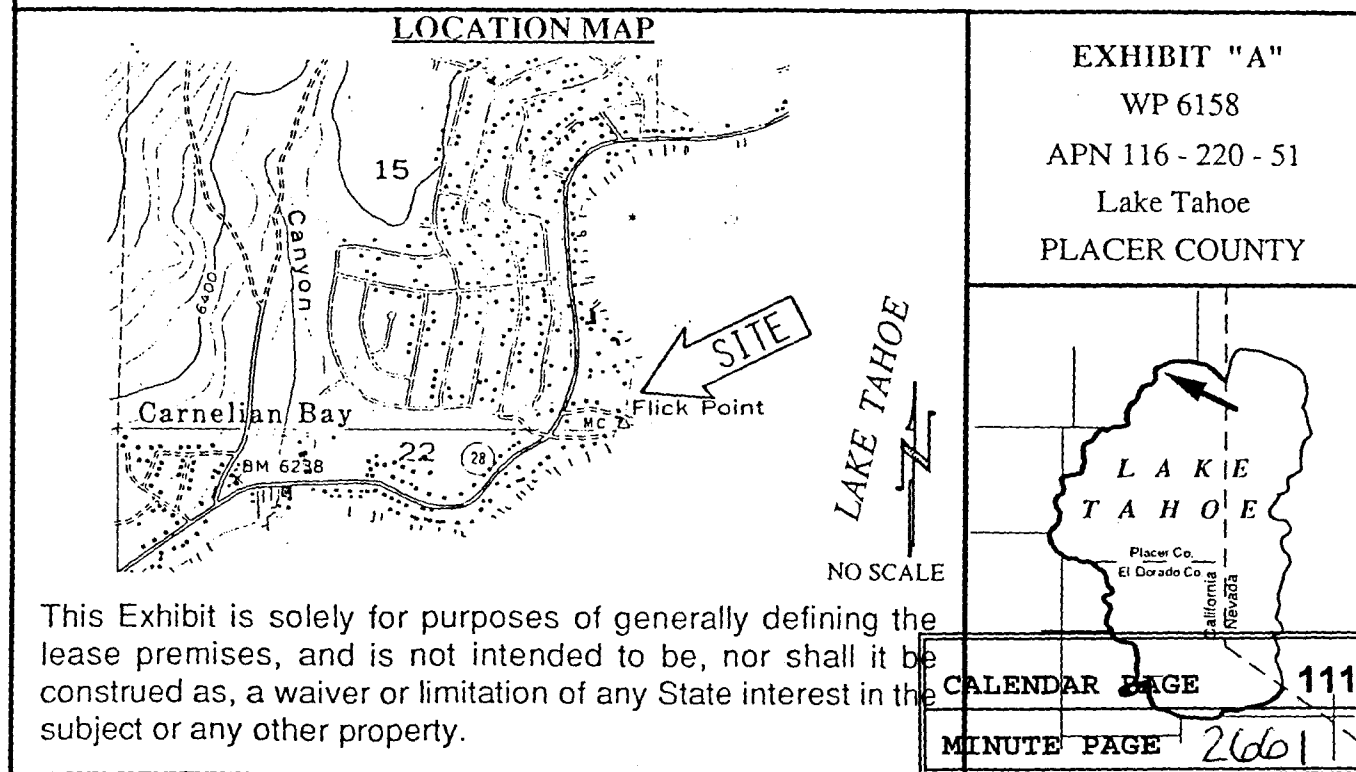 LOCATION MAP
15
Canyon
6400
SITE
Carnelian Bay
Flick Point
MC
22
28
BM 6238
LAKE TAHOE
NO SCALE
This Exhibit is solely for purposes of generally defining the
lease premises, and is not intended to be, nor shall it be
construed as, a waiver or limitation of any State interest in the
subject or any other property.
EXHIBIT "A"
WP 6158
APN 116 - 220 - 51
Lake Tahoe
PLACER COUNTY
LAKE
TAHOE
Placer Co.
El Dorado Co.
California
Nevada
CALENDAR PAGE 111
MINUTE PAGE 2661